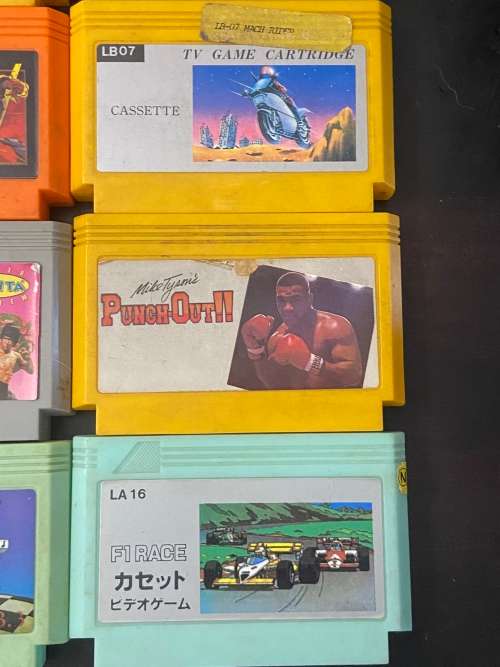 LB-07 MACH RIDER
LB07
TV GAME CARTRIDGE
CASSETTE
Mike Tyson's
PUNCH-OUT!!
LA 16
F1 RACE
カセット
ビデオゲーム
N